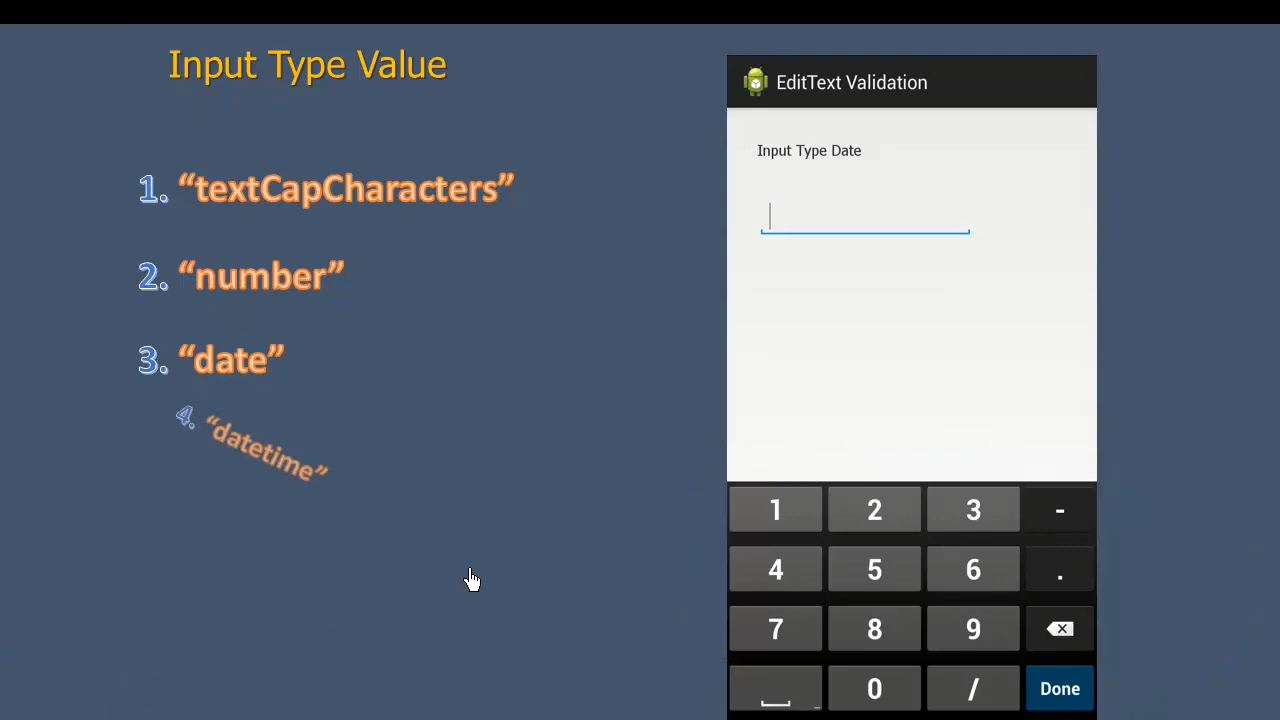 Input Type Value
1. “textCapCharacters”
2. “number”
3. “date”
4. “datetime”
EditText Validation
Input Type Date
1 2 3 -
4 5 6 .
7 8 9
0 / Done